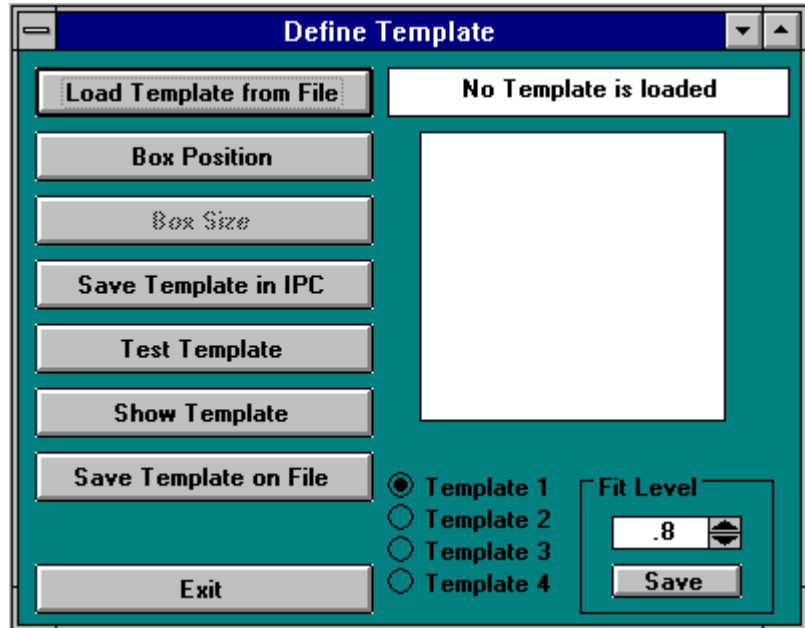 Define Template
Load Template from File
No Template is loaded
Box Position
Box Size
Save Template in IPC
Test Template
Show Template
Save Template on File
Template 1
Template 2
Template 3
Template 4
Fit Level
.8
Save
Exit